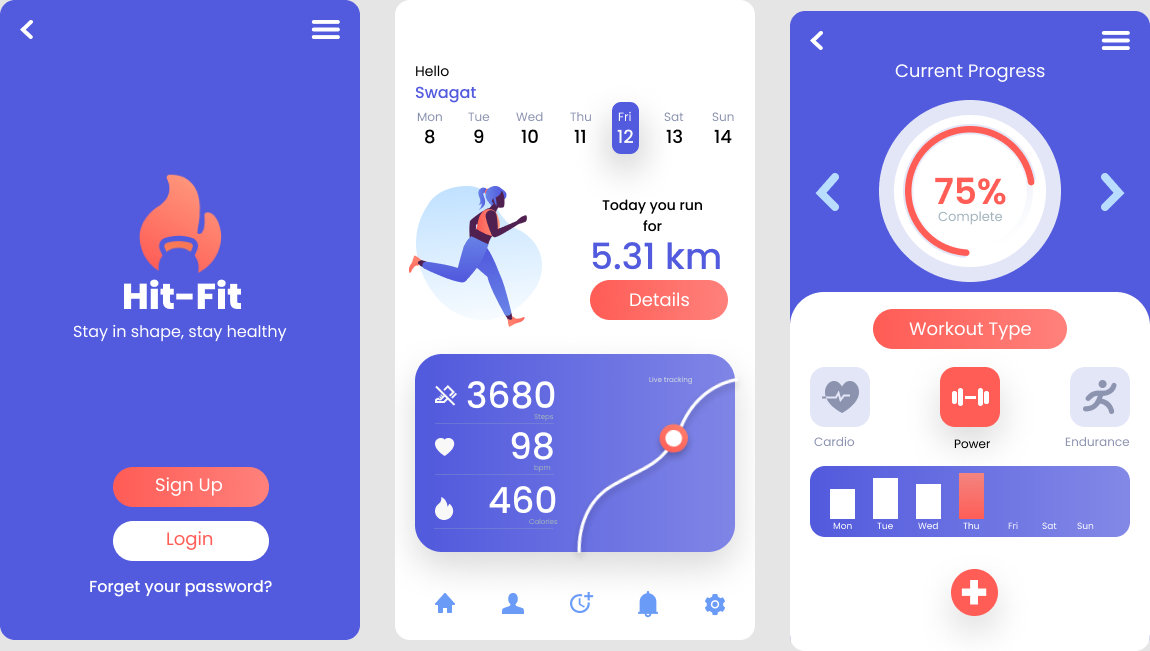 Hit-Fit
Stay in shape, stay healthy
Sign Up
Login
Forget your password?
Hello
Swagat
Mon Tue Wed Thu Fri Sat Sun
8 9 10 11 12 13 14
Today you run
for
5.31 km
Details
Live tracking
3680
Steps
98
bpm
460
Calories
Current Progress
75%
Complete
Workout Type
Cardio Power Endurance
Mon Tue Wed Thu Fri Sat Sun